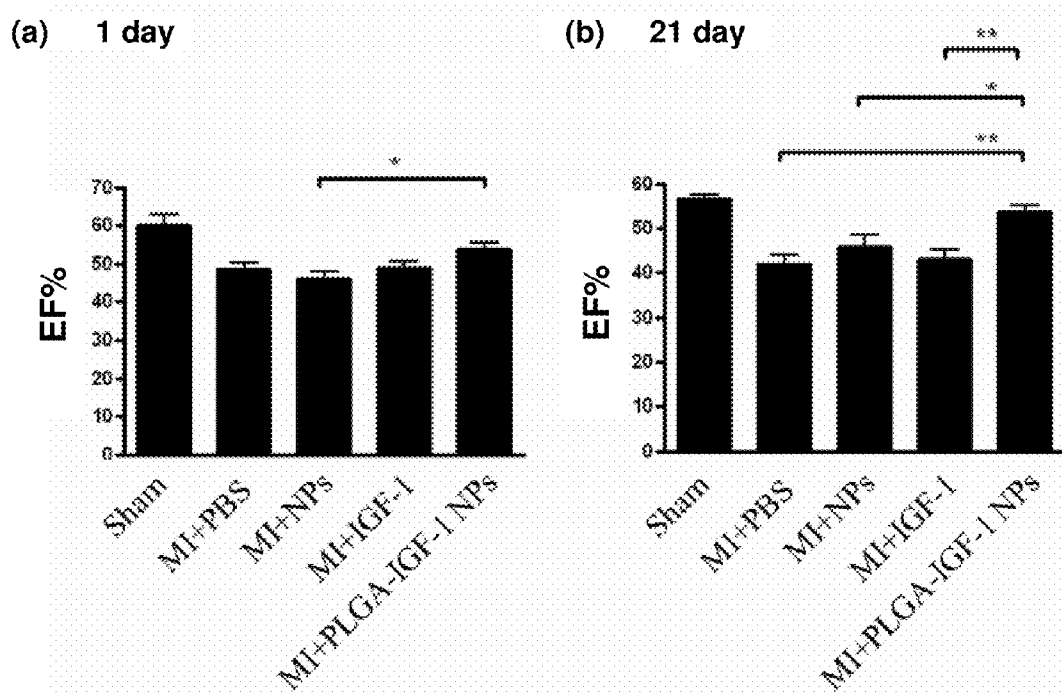 (a) 1 day
*
EF%
70
60
50
40
30
20
10
0
Sham
MI+PBS
MI+NPs
MI+IGF-1
MI+PLGA-IGF-1 NPs
(b) 21 day
**
*
**
EF%
60
50
40
30
20
10
0
Sham
MI+PBS
MI+NPs
MI+IGF-1
MI+PLGA-IGF-1 NPs